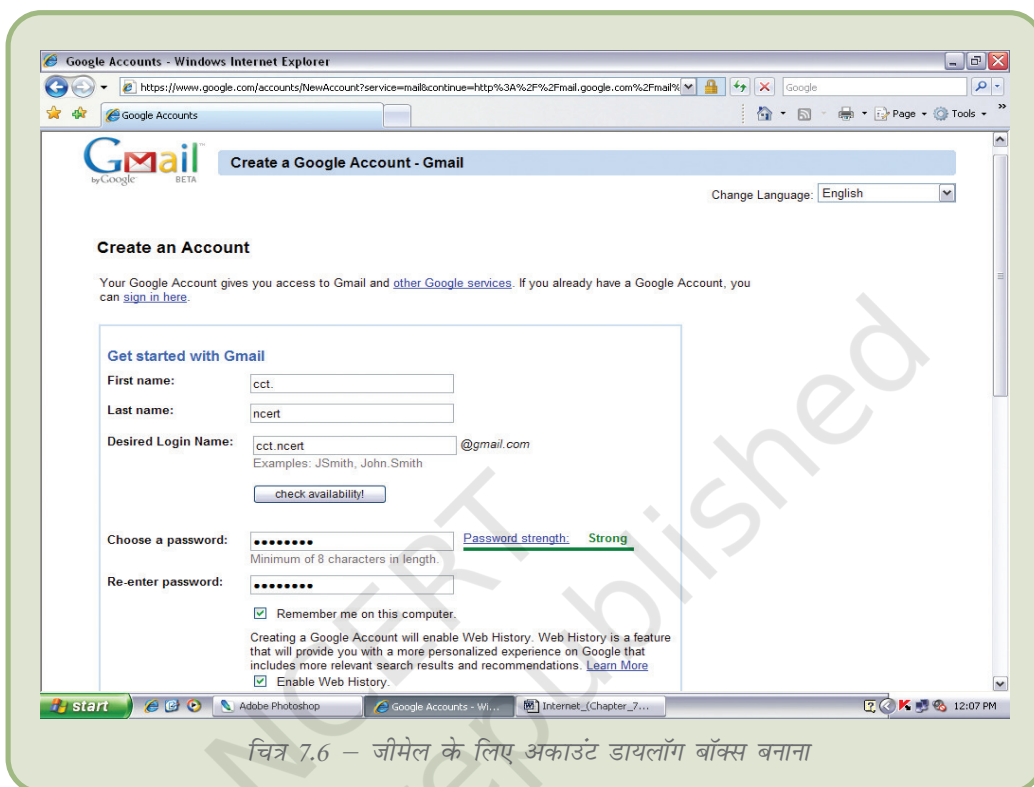 Google Accounts - Windows Internet Explorer
https://www.google.com/accounts/NewAccount?service=mail&continue=http%3A%2F%2Fmail.google.com%2Fmail%
Google
Google Accounts
Page
Tools
Gmail
by Google BETA
Create a Google Account - Gmail
Change Language: English
Create an Account
Your Google Account gives you access to Gmail and other Google services. If you already have a Google Account, you
can sign in here.
Get started with Gmail
First name: cct.
Last name: ncert
Desired Login Name: cct.ncert @gmail.com
Examples: JSmith, John.Smith
check availability!
Choose a password: •••••••• Password strength: Strong
Minimum of 8 characters in length.
Re-enter password: ••••••••
Remember me on this computer.
Creating a Google Account will enable Web History. Web History is a feature
that will provide you with a more personalized experience on Google that
includes more relevant search results and recommendations. Learn More
Enable Web History.
start Adobe Photoshop Google Accounts - Wi... Internet_(Chapter_7... 12:07 PM
चित्र 7.6 – जीमेल के लिए अकाउंट डायलॉग बॉक्स बनाना
NCERT
published